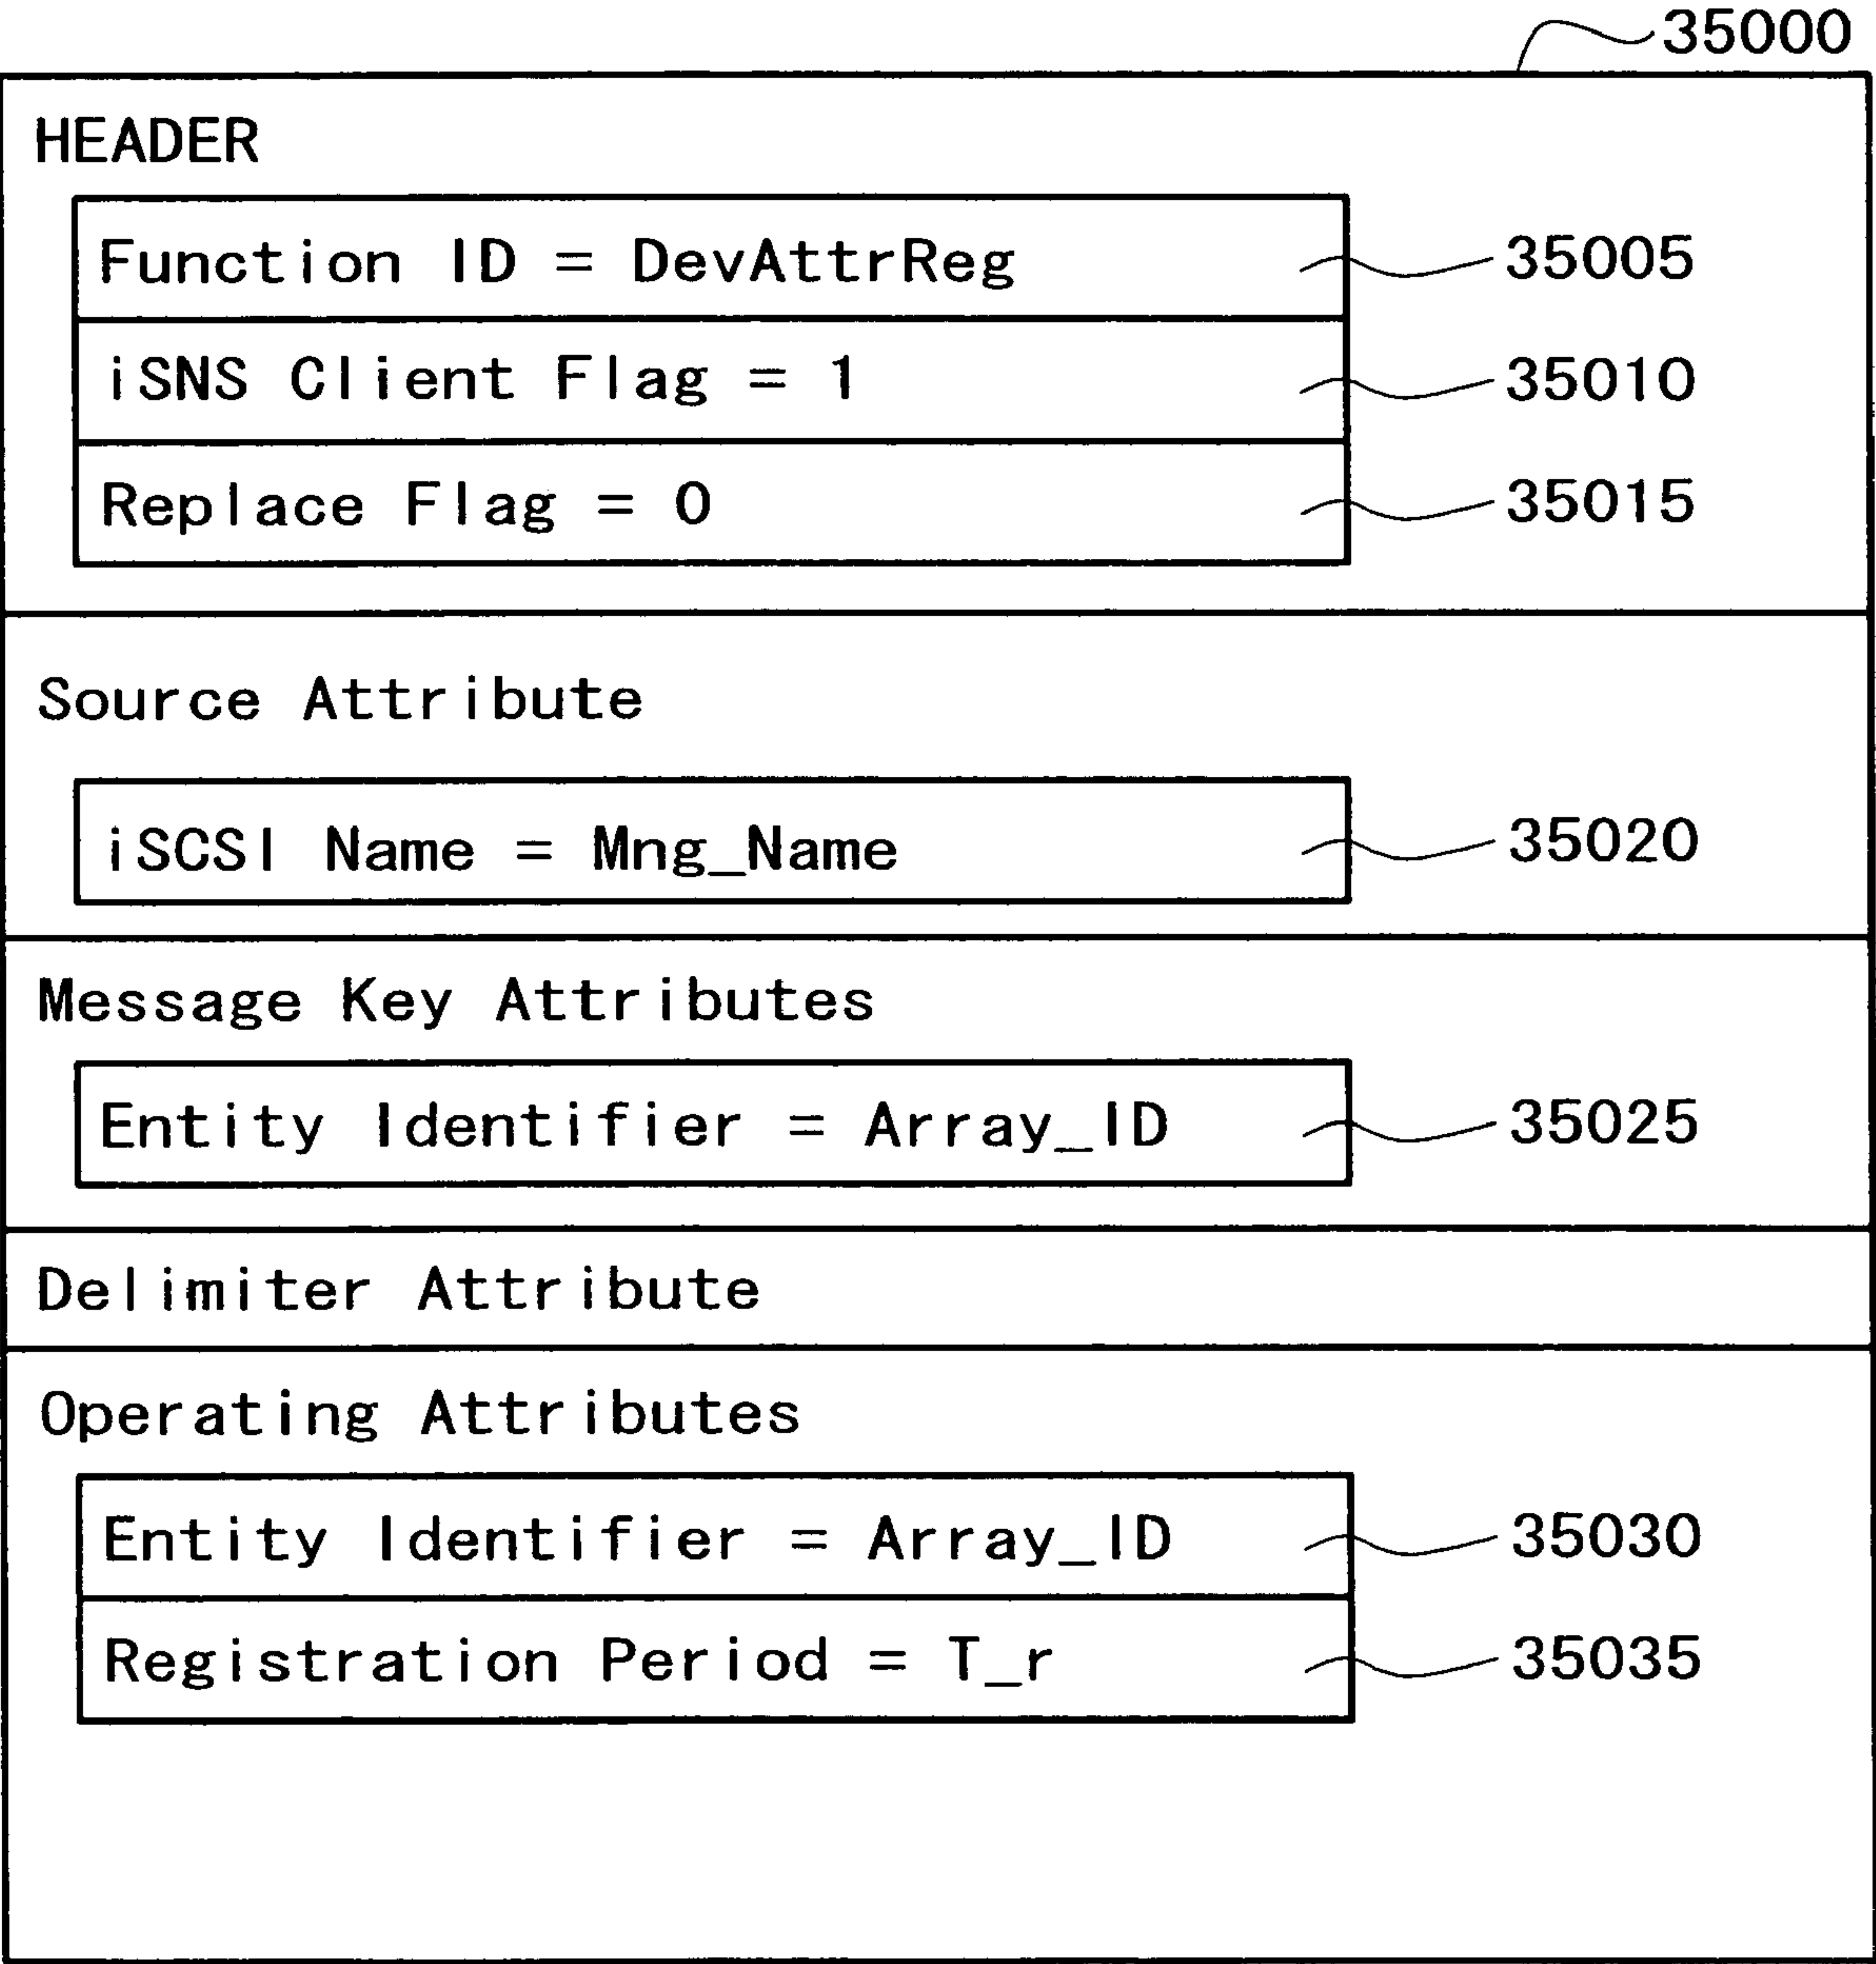 35000
HEADER
Function ID = DevAttrReg 35005
iSNS Client Flag = 1 35010
Replace Flag = 0 35015
Source Attribute
iSCSI Name = Mng_Name 35020
Message Key Attributes
Entity Identifier = Array_ID 35025
Delimiter Attribute
Operating Attributes
Entity Identifier = Array_ID 35030
Registration Period = T_r 35035